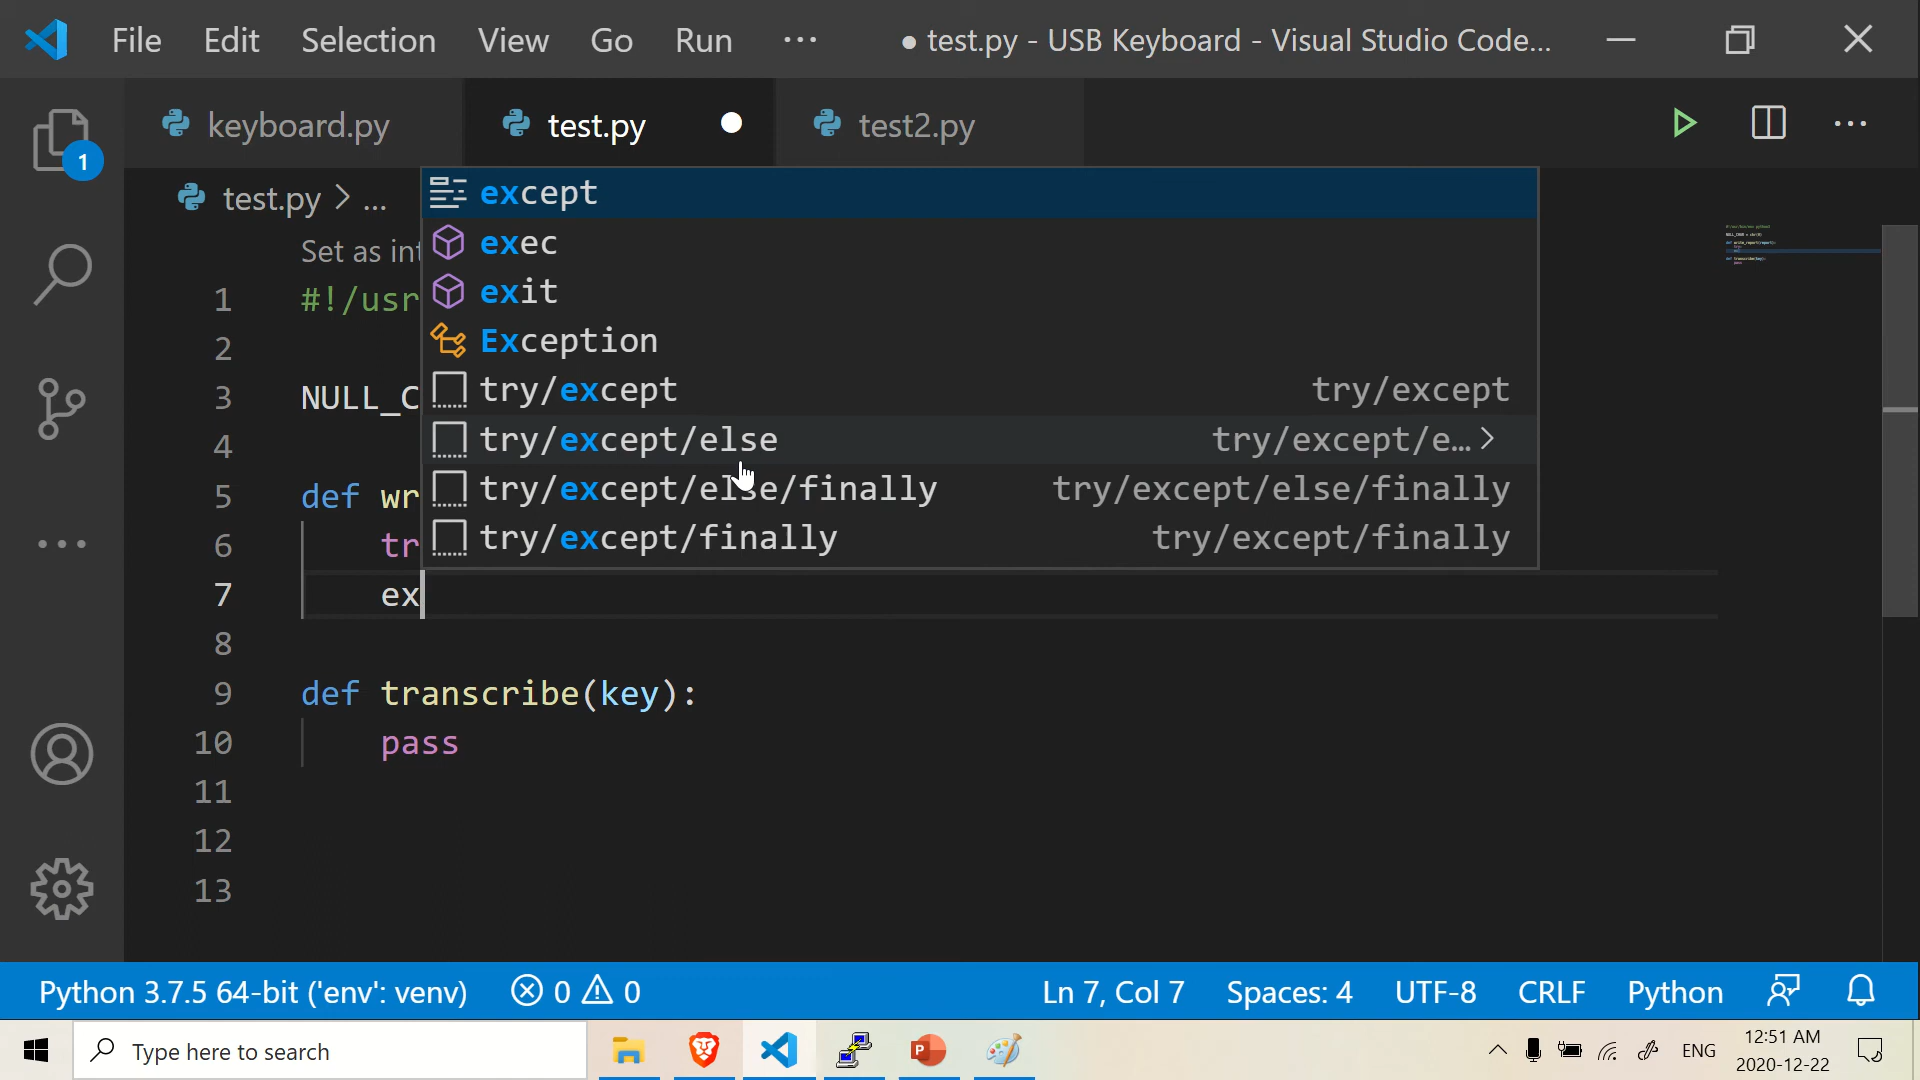 File Edit Selection View Go Run ··· ● test.py - USB Keyboard - Visual Studio Code...
keyboard.py test.py test2.py
test.py > ...
Set as int
1 #!/usr
2
3 NULL_C
4
5 def wr
6 tr
7 ex
8
9 def transcribe(key):
10 pass
11
12
13
except
exec
exit
Exception
try/except try/except
try/except/else try/except/e...
try/except/else/finally try/except/else/finally
try/except/finally try/except/finally
1
Python 3.7.5 64-bit ('env': venv) 0 0 Ln 7, Col 7 Spaces: 4 UTF-8 CRLF Python
Type here to search ENG 12:51 AM
2020-12-22